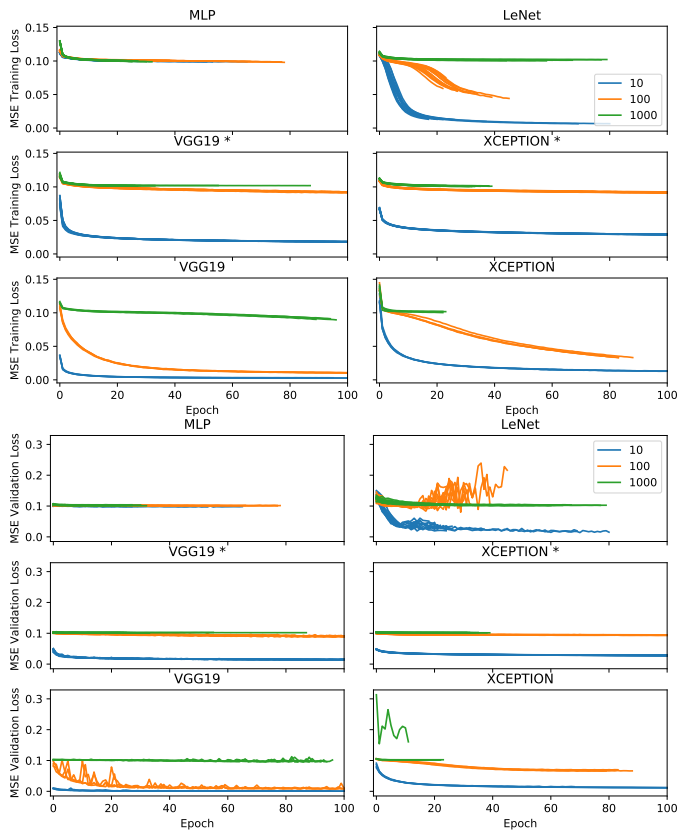 MLP
LeNet
MSE Training Loss
0.15
0.10
0.05
0.00
10
100
1000
VGG19 *
XCEPTION *
MSE Training Loss
0.15
0.10
0.05
0.00
VGG19
XCEPTION
MSE Training Loss
0.15
0.10
0.05
0.00
0 20 40 60 80 100
0 20 40 60 80 100
Epoch
Epoch
MLP
LeNet
MSE Validation Loss
0.3
0.2
0.1
0.0
10
100
1000
VGG19 *
XCEPTION *
MSE Validation Loss
0.3
0.2
0.1
0.0
VGG19
XCEPTION
MSE Validation Loss
0.3
0.2
0.1
0.0
0 20 40 60 80 100
0 20 40 60 80 100
Epoch
Epoch